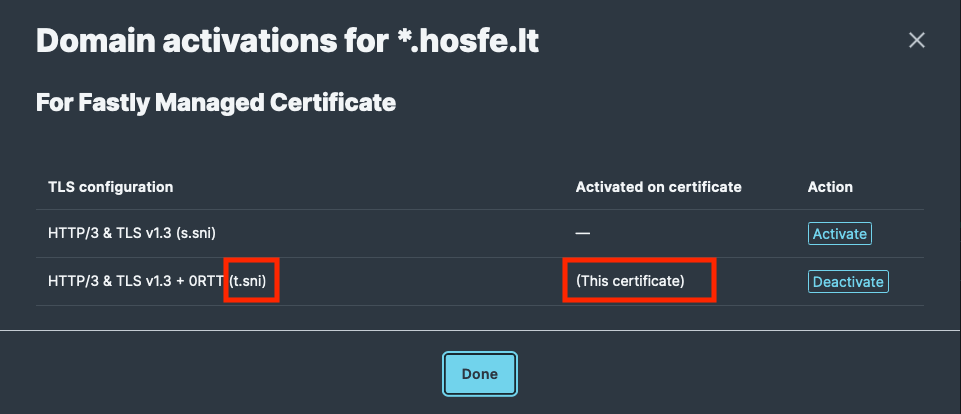 Domain activations for *.hosfe.lt
For Fastly Managed Certificate
TLS configuration Activated on certificate Action
HTTP/3 & TLS v1.3 (s.sni) — Activate
HTTP/3 & TLS v1.3 + 0RTT (t.sni) (This certificate) Deactivate
Done